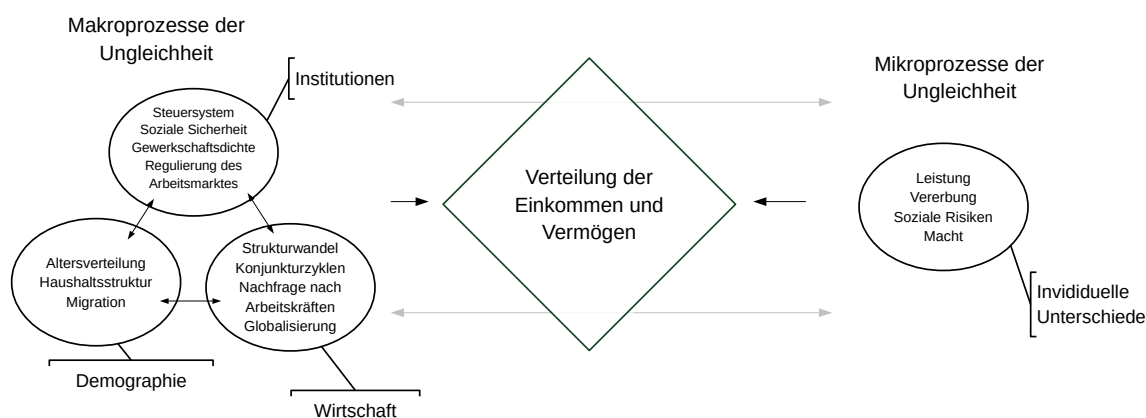 Makroprozesse der
Ungleichheit
Institutionen
Steuersystem
Soziale Sicherheit
Gewerkschaftsdichte
Regulierung des
Arbeitsmarktes
Altersverteilung
Haushaltsstruktur
Migration
Strukturwandel
Konjunkturzyklen
Nachfrage nach
Arbeitskräften
Globalisierung
Demographie
Wirtschaft
Verteilung der
Einkommen und
Vermögen
Mikroprozesse der
Ungleichheit
Leistung
Vererbung
Soziale Risiken
Macht
Invididuelle
Unterschiede